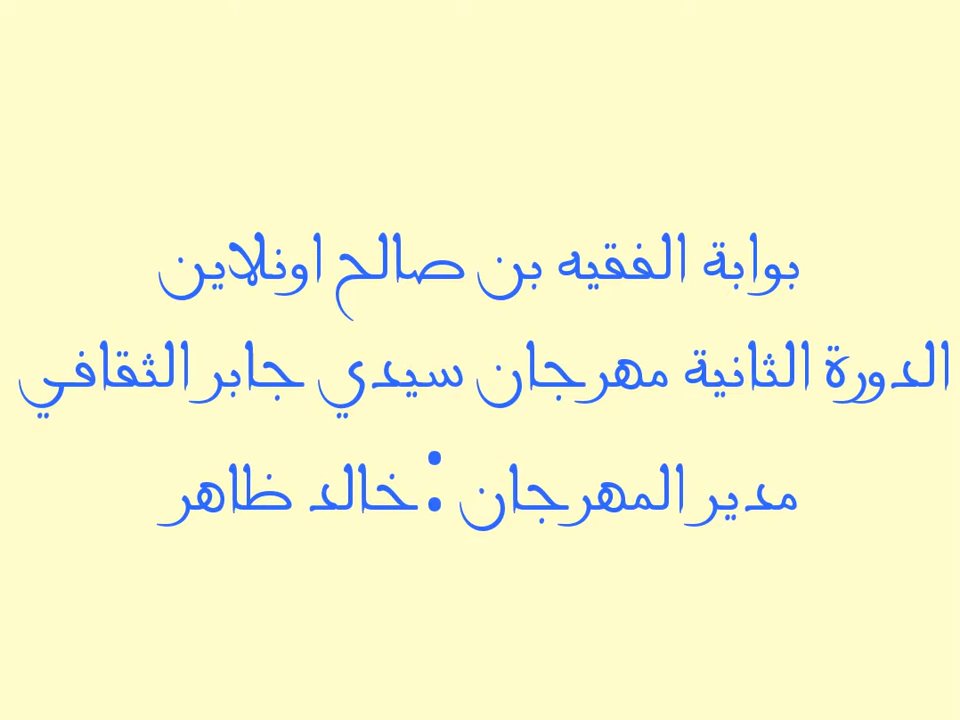 بوابة الفقيه بن صالح اونلاين
الدورة الثانية مهرجان سيدي جابر الثقافي
مدير المهرجان :خالد ظاهر